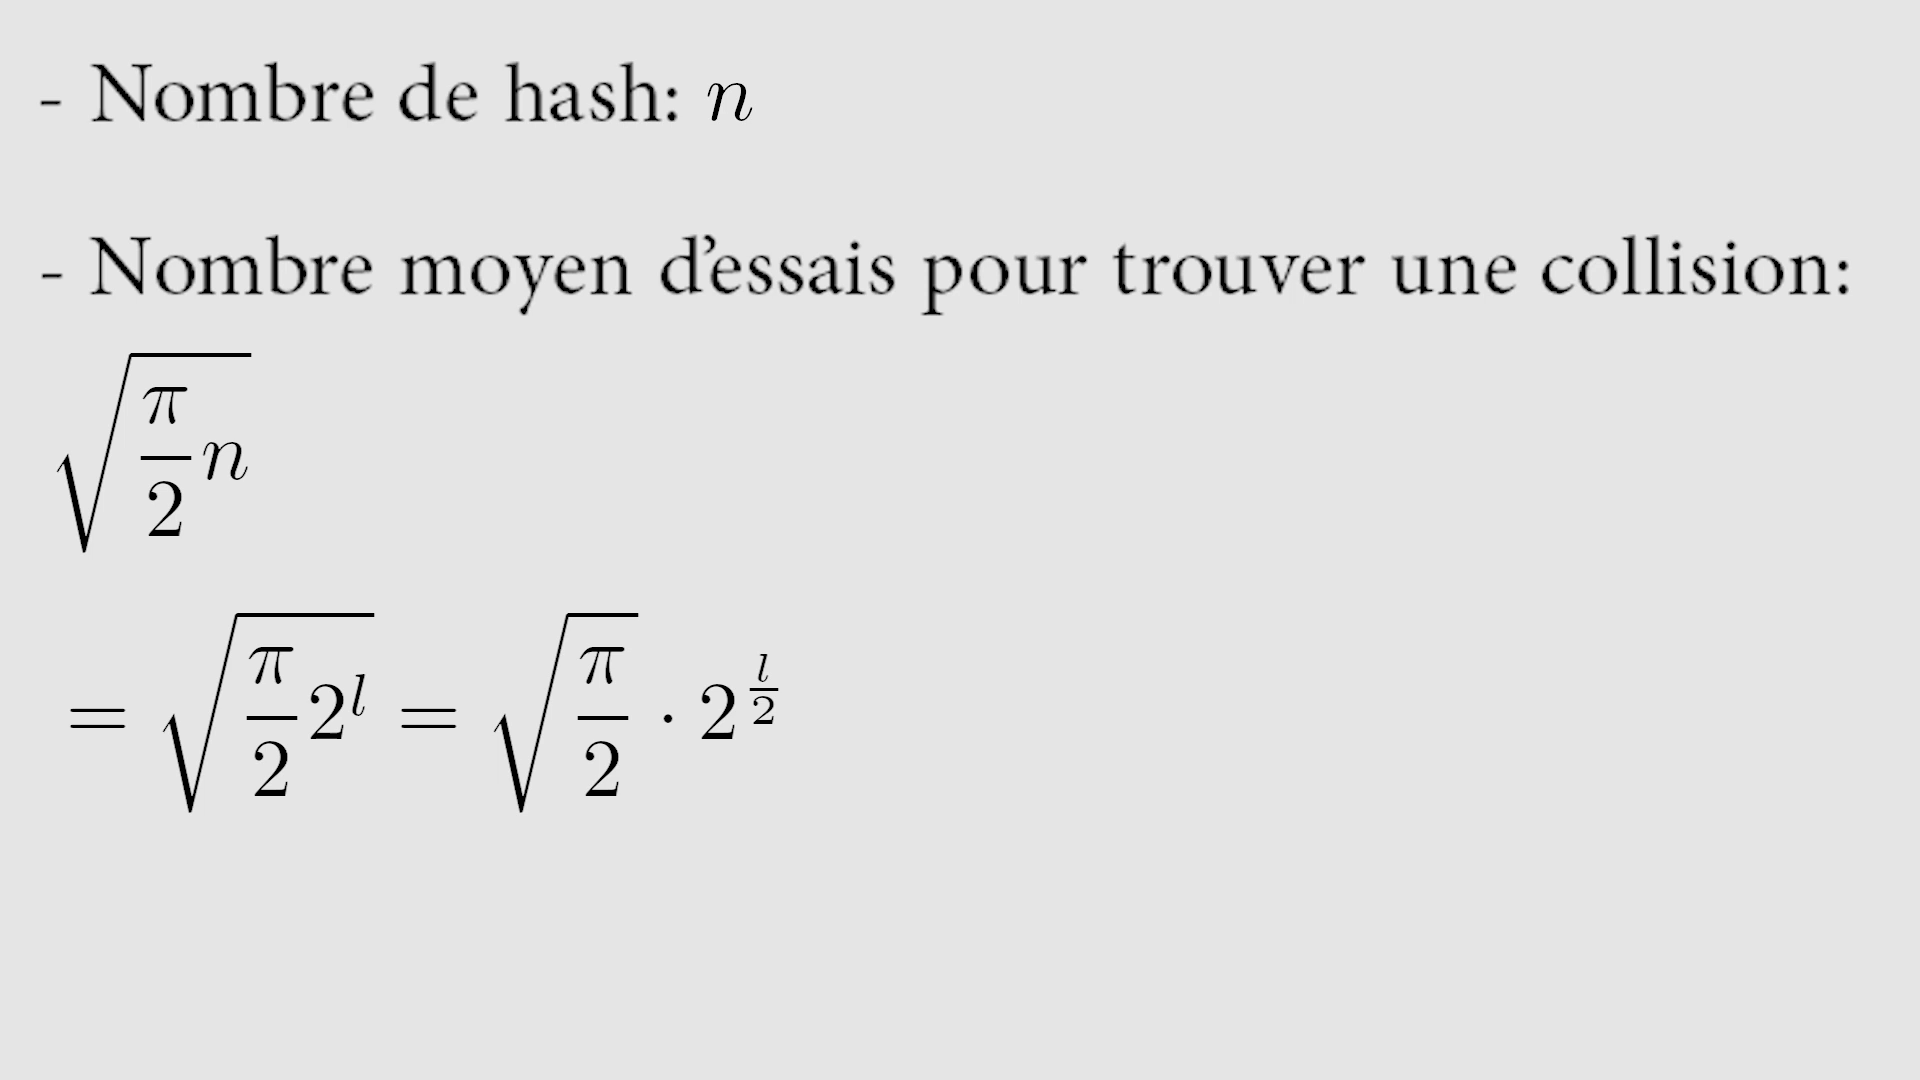 - Nombre de hash: n
- Nombre moyen d’essais pour trouver une collision:
√(π/2 n)
= √(π/2 2^l) = √(π/2) · 2^(l/2)